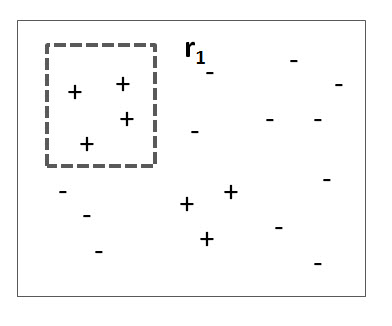 r₁
+ + + +
- - - - - -
- - -
+ + +
- - -